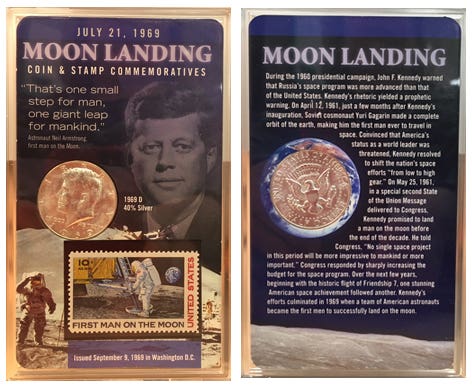 JULY 21, 1969
MOON LANDING
COIN & STAMP COMMEMORATIVES
"That's one small
step for man,
one giant leap
for mankind."
Astronaut Neil Armstrong,
first man on the Moon.
1969 D
40% Silver
10¢
AIR MAIL
UNITED STATES
FIRST MAN ON THE MOON
Issued September 9, 1969 in Washington D.C.
MOON LANDING
During the 1960 presidential campaign, John F. Kennedy warned
that Russia's space program was more advanced than that
of the United States. Kennedy's rhetoric yielded a prophetic
warning. On April 12, 1961, just a few months after Kennedy's
inauguration, Soviet cosmonaut Yuri Gagarin made a complete
orbit of the earth, making him the first man ever to travel in
space. Convinced that America's
status as a world leader was
threatened, Kennedy resolved
to shift the nation's space
efforts "from low to high
gear." On May 25, 1961,
in a special second State
of the Union Message
delivered to Congress,
Kennedy promised to land
a man on the moon before
the end of the decade. He told
Congress, "No single space project
in this period will be more impressive to mankind or more
important." Congress responded by sharply increasing the
budget for the space program. Over the next few years,
beginning with the historic flight of Friendship 7, one stunning
American space achievement followed another. Kennedy's
efforts culminated in 1969 when a team of American astronauts
became the first men to successfully land on the moon.